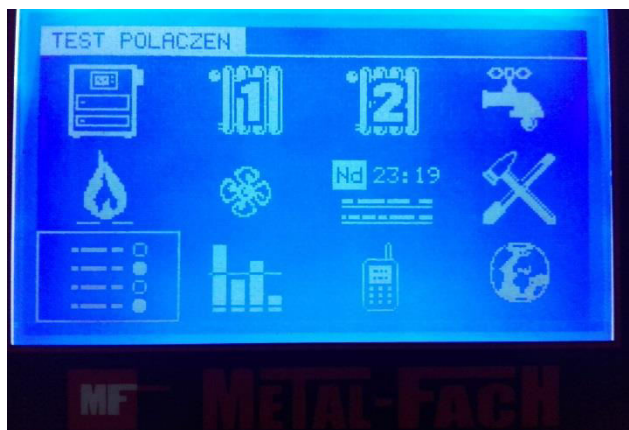 TEST POLACZEN
1
2
Nd 23:19
MF METAL-FACH